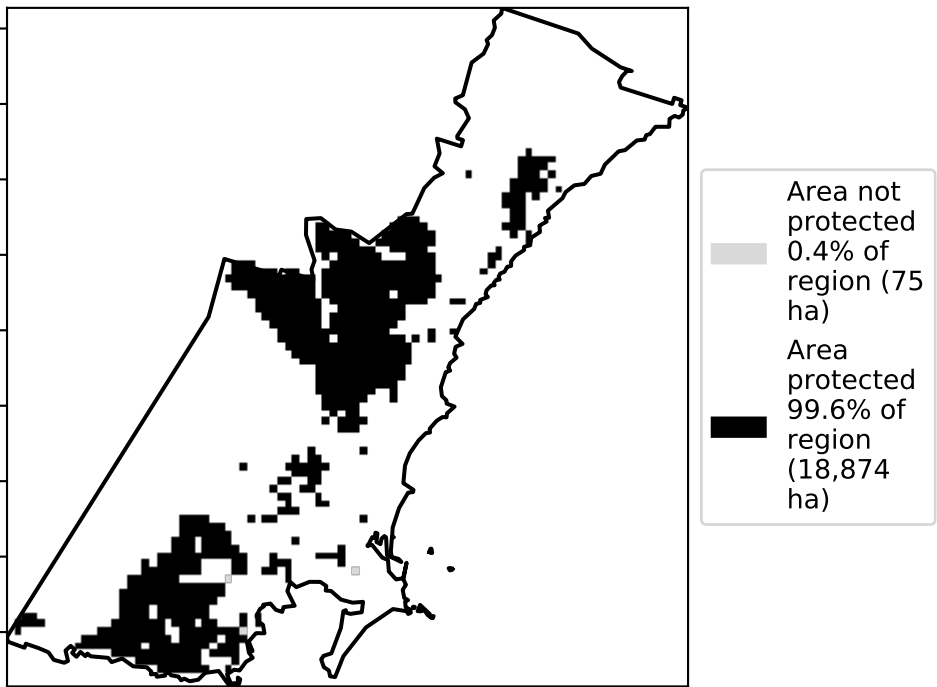 Area not
protected
0.4% of
region (75
ha)
Area
protected
99.6% of
region
(18,874
ha)